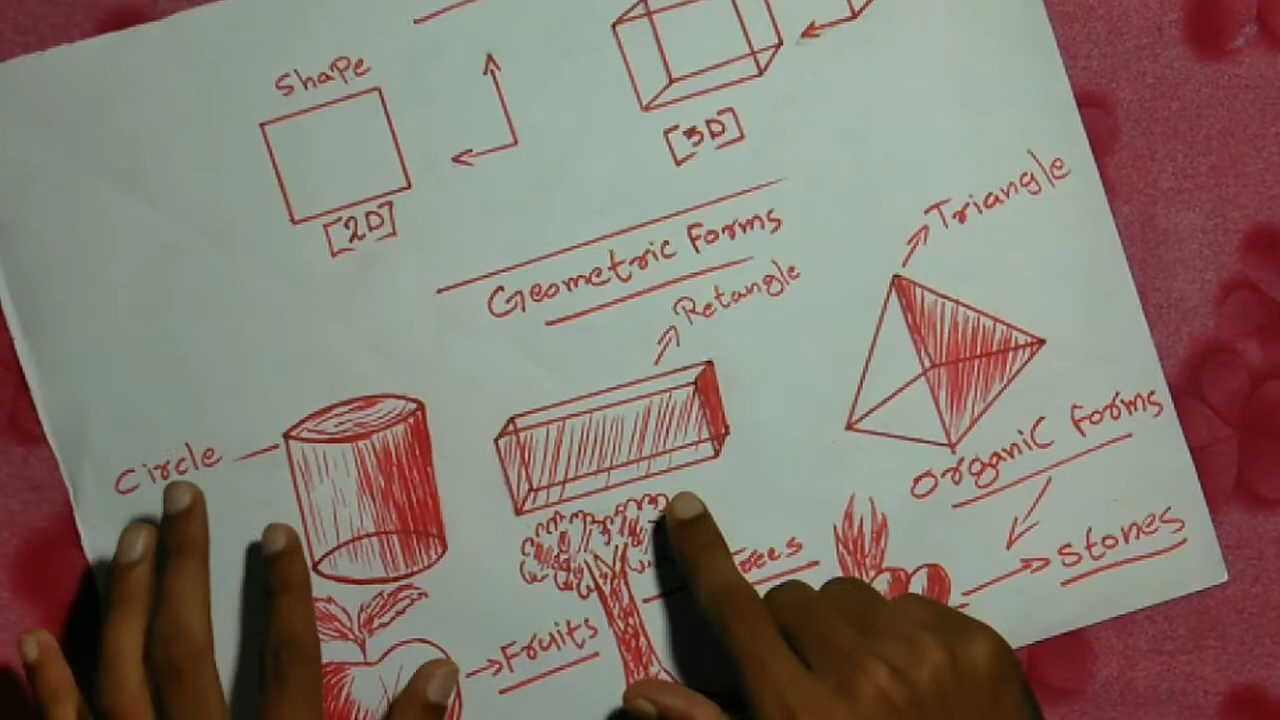 Shape
[2D]
[3D]
Geometric Forms
Retangle
Triangle
Circle
Organic Forms
Stones
Fruits